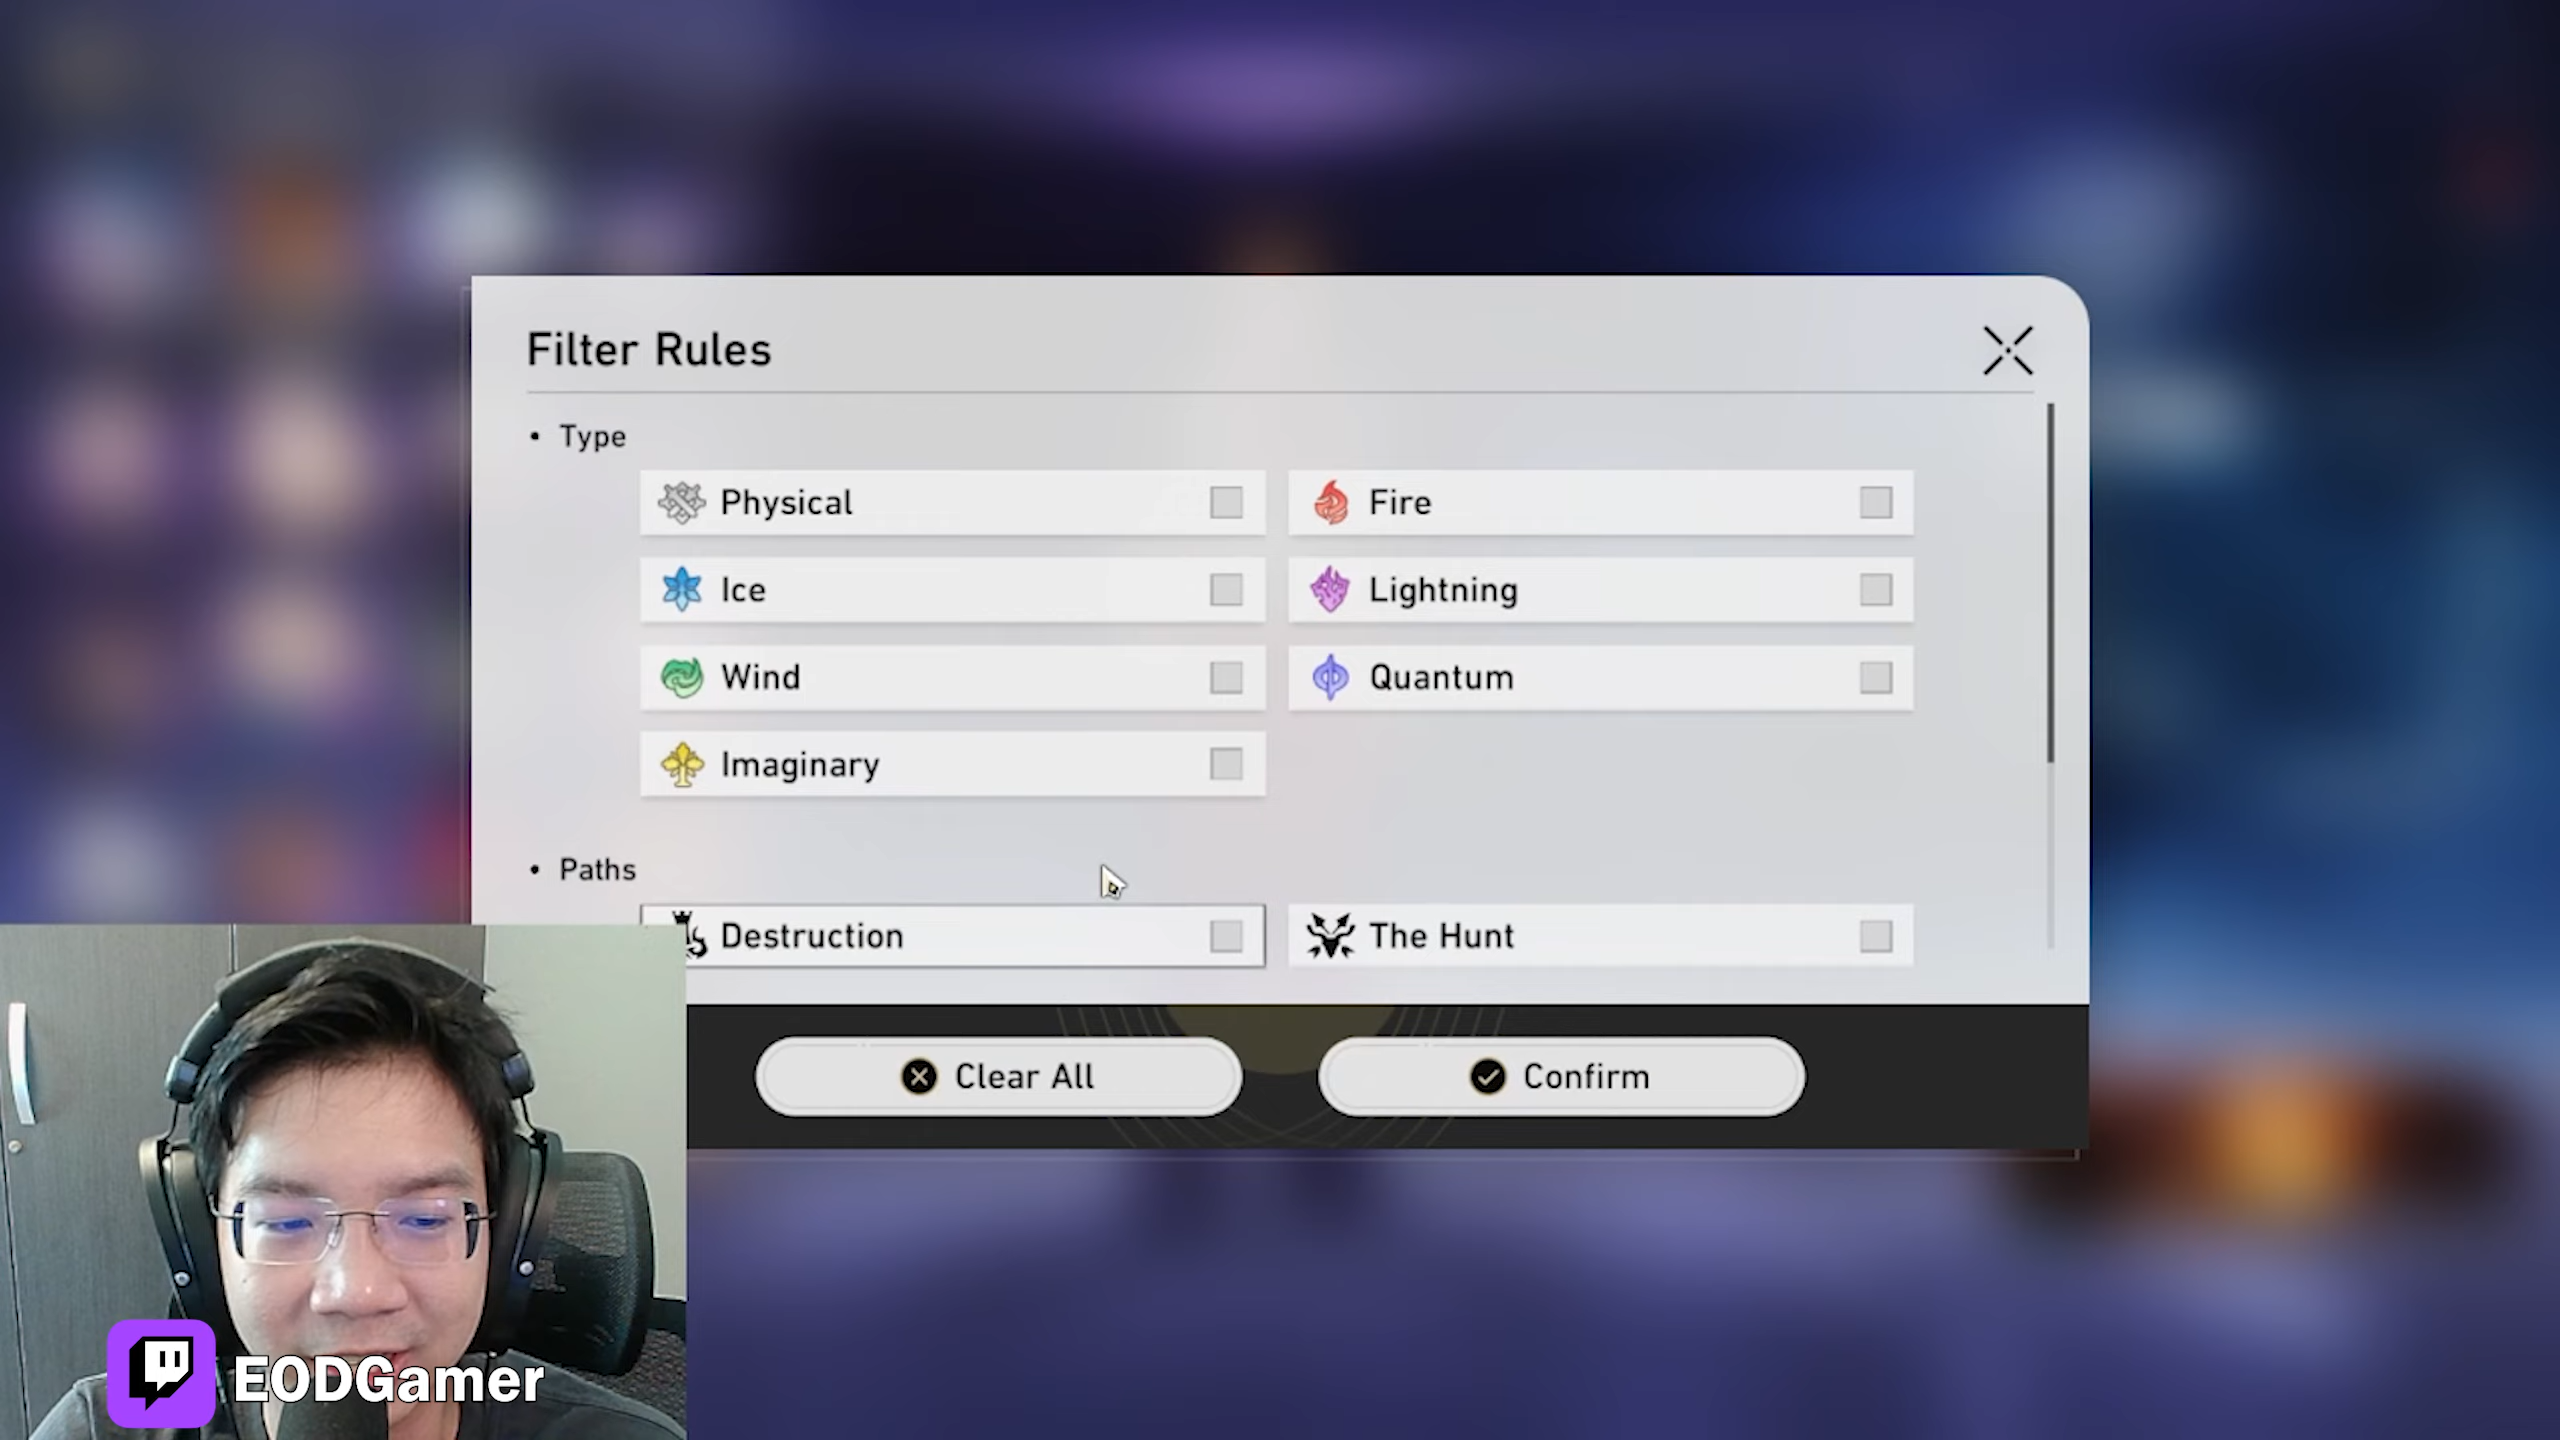 Filter Rules
• Type
Physical
Fire
Ice
Lightning
Wind
Quantum
Imaginary
• Paths
Destruction
The Hunt
Clear All
Confirm
EODGamer